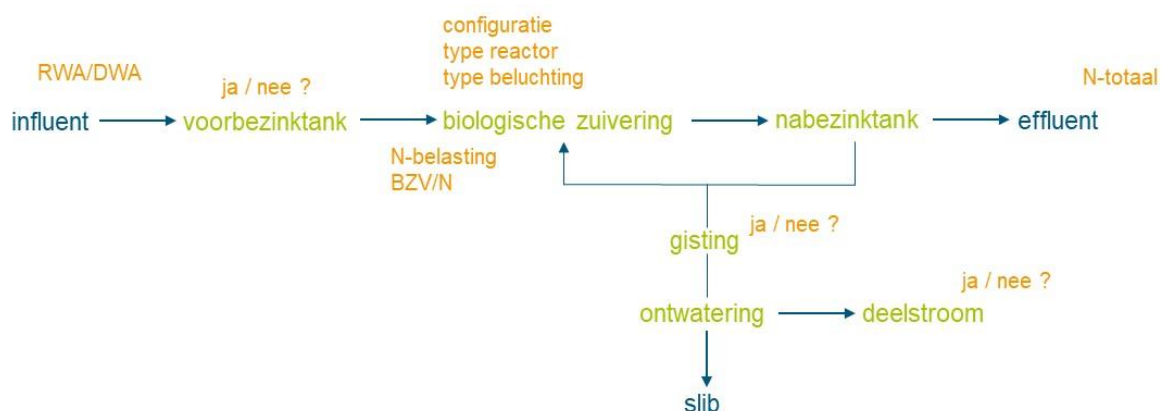 configuratie
type reactor
type beluchting
RWA/DWA
ja / nee ?
N-totaal
influent
voorbezinktank
biologische zuivering
nabezinktank
effluent
N-belasting
BZV/N
ja / nee ?
gisting
ja / nee ?
ontwatering
deelstroom
slib